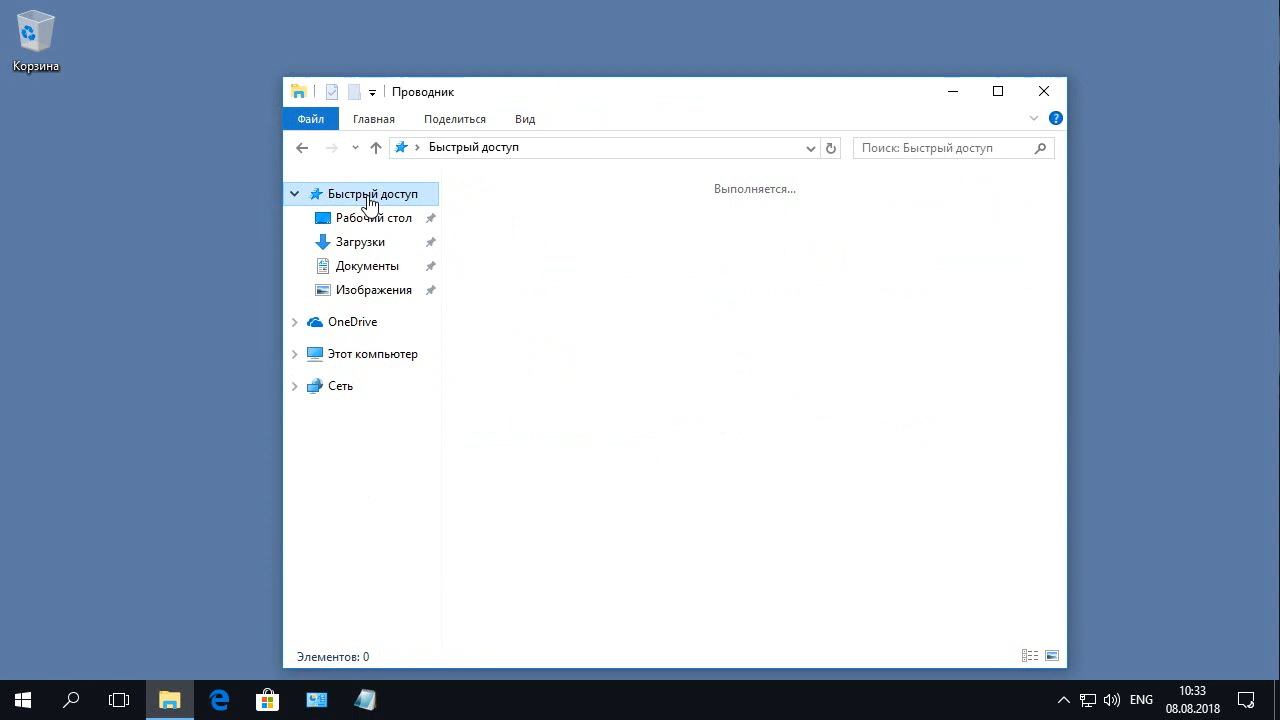 Корзина
Проводник
Файл Главная Поделиться Вид
Быстрый доступ
Поиск: Быстрый доступ
Быстрый доступ
Рабочий стол
Загрузки
Документы
Изображения
OneDrive
Этот компьютер
Сеть
Выполняется...
Элементов: 0
ENG
10:33
08.08.2018